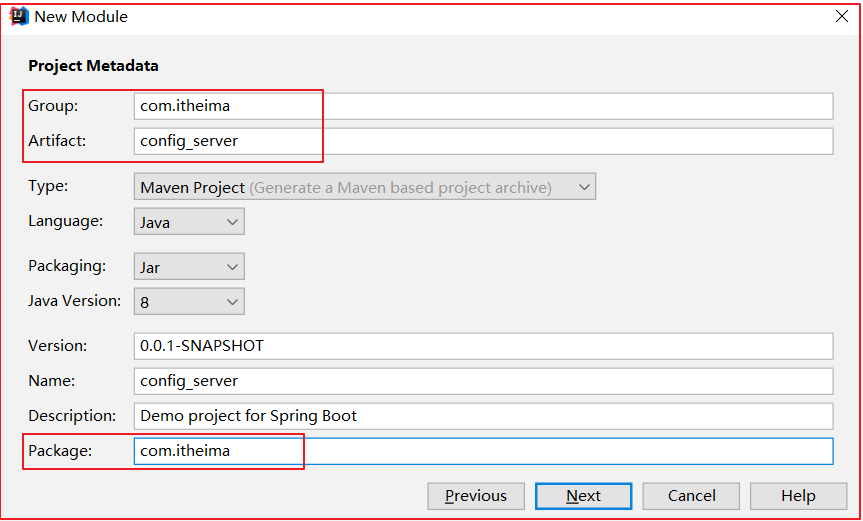 New Module
Project Metadata
Group: com.itheima
Artifact: config_server
Type: Maven Project (Generate a Maven based project archive)
Language: Java
Packaging: Jar
Java Version: 8
Version: 0.0.1-SNAPSHOT
Name: config_server
Description: Demo project for Spring Boot
Package: com.itheima
Previous Next Cancel Help